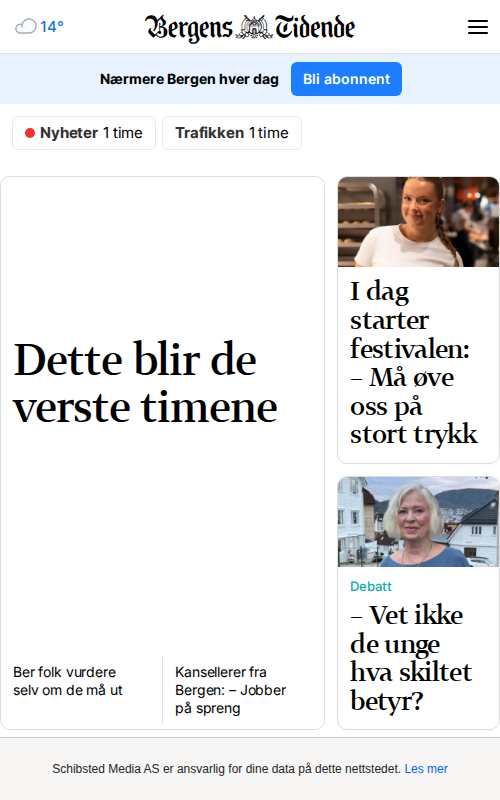 14°
Bergens Tidende
Nærmere Bergen hver dag
Bli abonnent
Nyheter 1 time
Trafikken 1 time
Dette blir de
verste timene
Ber folk vurdere
selv om de må ut
Kansellerer fra
Bergen: – Jobber
på spreng
I dag
starter
festivalen:
– Må øve
oss på
stort trykk
Debatt
– Vet ikke
de unge
hva skiltet
betyr?
Schibsted Media AS er ansvarlig for dine data på dette nettstedet. Les mer